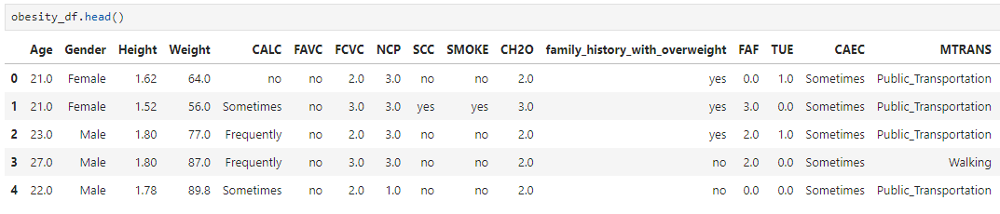 obesity_df.head()
Age Gender Height Weight CALC FAVC FCVC NCP SCC SMOKE CH2O family_history_with_overweight FAF TUE CAEC MTRANS
0 21.0 Female 1.62 64.0 no no 2.0 3.0 no no 2.0 yes 0.0 1.0 Sometimes Public_Transportation
1 21.0 Female 1.52 56.0 Sometimes no 3.0 3.0 yes yes 3.0 yes 3.0 0.0 Sometimes Public_Transportation
2 23.0 Male 1.80 77.0 Frequently no 2.0 3.0 no no 2.0 yes 2.0 1.0 Sometimes Public_Transportation
3 27.0 Male 1.80 87.0 Frequently no 3.0 3.0 no no 2.0 no 2.0 0.0 Sometimes Walking
4 22.0 Male 1.78 89.8 Sometimes no 2.0 1.0 no no 2.0 no 0.0 0.0 Sometimes Public_Transportation